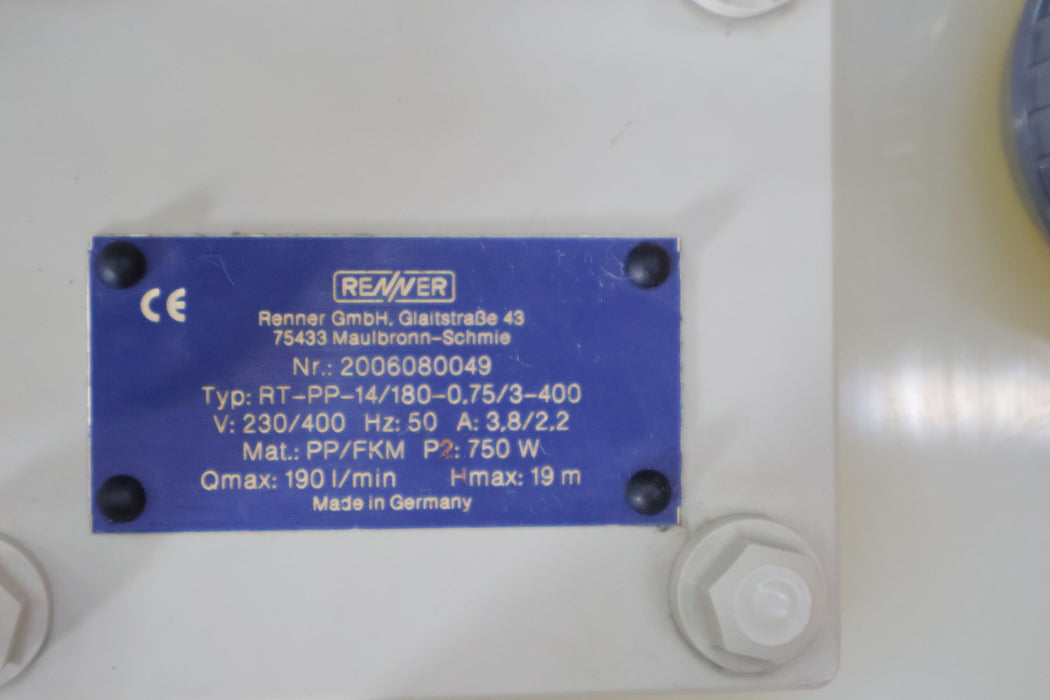 RENNER
CE
Renner GmbH, Glaitstraße 43
75433 Maulbronn-Schmie
Nr.: 2006080049
Typ: RT-PP-14/180-0,75/3-400
V: 230/400 Hz: 50 A: 3,8/2,2
Mat.: PP/FKM P2: 750 W
Qmax: 190 l/min Hmax: 19 m
Made in Germany